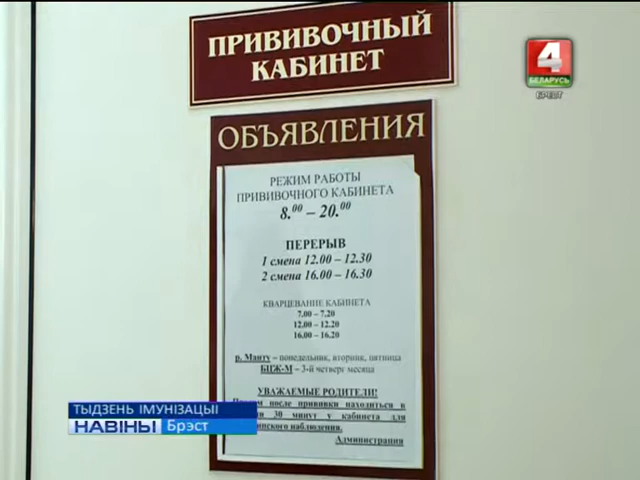 ПРИВИВОЧНЫЙ
КАБИНЕТ
4
БЕЛАРУСЬ
БРЭСТ
ОБЪЯВЛЕНИЯ
РЕЖИМ РАБОТЫ
ПРИВИВОЧНОГО КАБИНЕТА
8.00 – 20.00
ПЕРЕРЫВ
1 смена 12.00 – 12.30
2 смена 16.00 – 16.30
КВАРЦЕВАНИЕ КАБИНЕТА
7.00 – 7.20
12.00 – 12.20
16.00 – 16.20
р. Манту – понедельник, вторник, пятница
БЦЖ-М – 3-й четверг месяца
УВАЖАЕМЫЕ РОДИТЕЛИ!
после прививки находиться в
30 минут у кабинета для
наблюдения.
Администрация
ТЫДЗЕНЬ ІМУНІЗАЦЫІ
НАВІНЫ Брэст